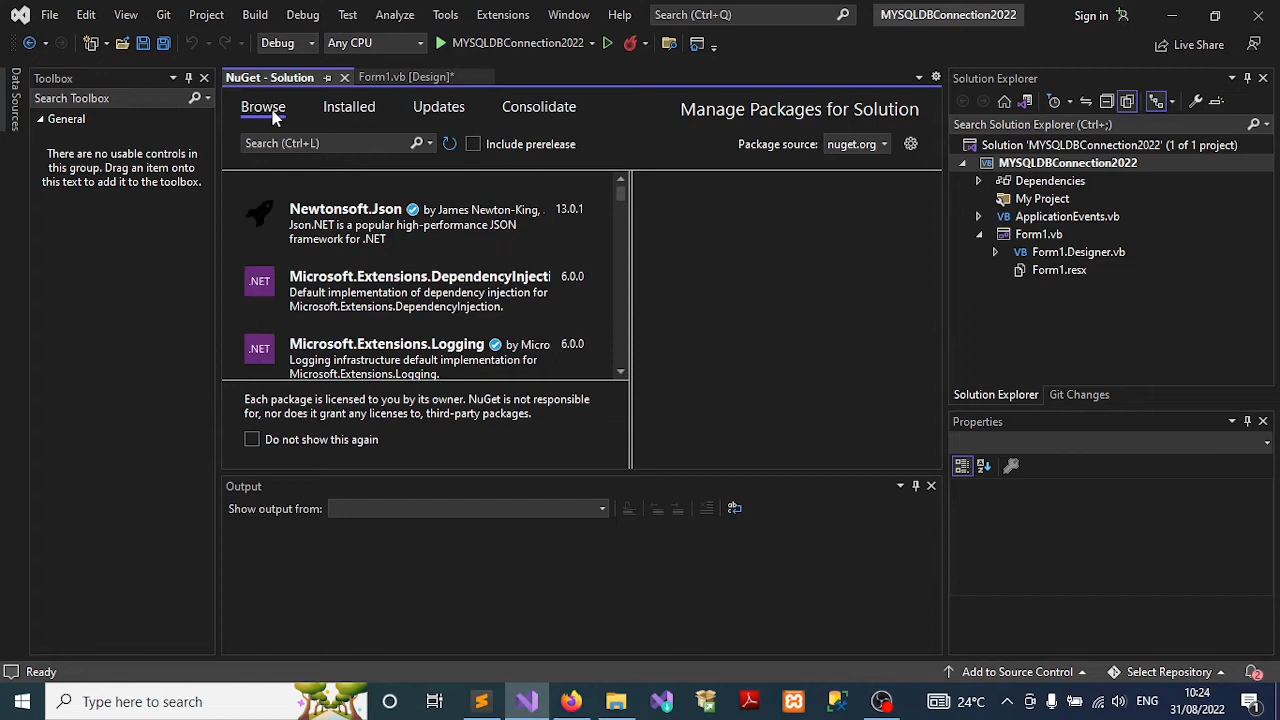 File Edit View Git Project Build Debug Test Analyze Tools Extensions Window Help Search (Ctrl+Q) MYSQLDBConnection2022 Sign in
Debug Any CPU MYSQLDBConnection2022 Live Share
Data Sources
Toolbox
Search Toolbox
General
There are no usable controls in
this group. Drag an item onto
this text to add it to the toolbox.
NuGet - Solution Form1.vb [Design]*
Browse Installed Updates Consolidate Manage Packages for Solution
Search (Ctrl+L) Include prerelease Package source: nuget.org
Newtonsoft.Json by James Newton-King, 13.0.1
Json.NET is a popular high-performance JSON
framework for .NET
.NET Microsoft.Extensions.DependencyInjecti 6.0.0
Default implementation of dependency injection for
Microsoft.Extensions.DependencyInjection.
.NET Microsoft.Extensions.Logging by Micro 6.0.0
Logging infrastructure default implementation for
Microsoft.Extensions.Logging.
Each package is licensed to you by its owner. NuGet is not responsible
for, nor does it grant any licenses to, third-party packages.
Do not show this again
Output
Show output from:
Solution Explorer
Search Solution Explorer (Ctrl+;)
Solution 'MYSQLDBConnection2022' (1 of 1 project)
MYSQLDBConnection2022
Dependencies
My Project
ApplicationEvents.vb
Form1.vb
VB Form1.Designer.vb
Form1.resx
Solution Explorer Git Changes
Properties
Ready Add to Source Control Select Repository 2
Type here to search 24°C ENG 10:24
31/08/2022 1